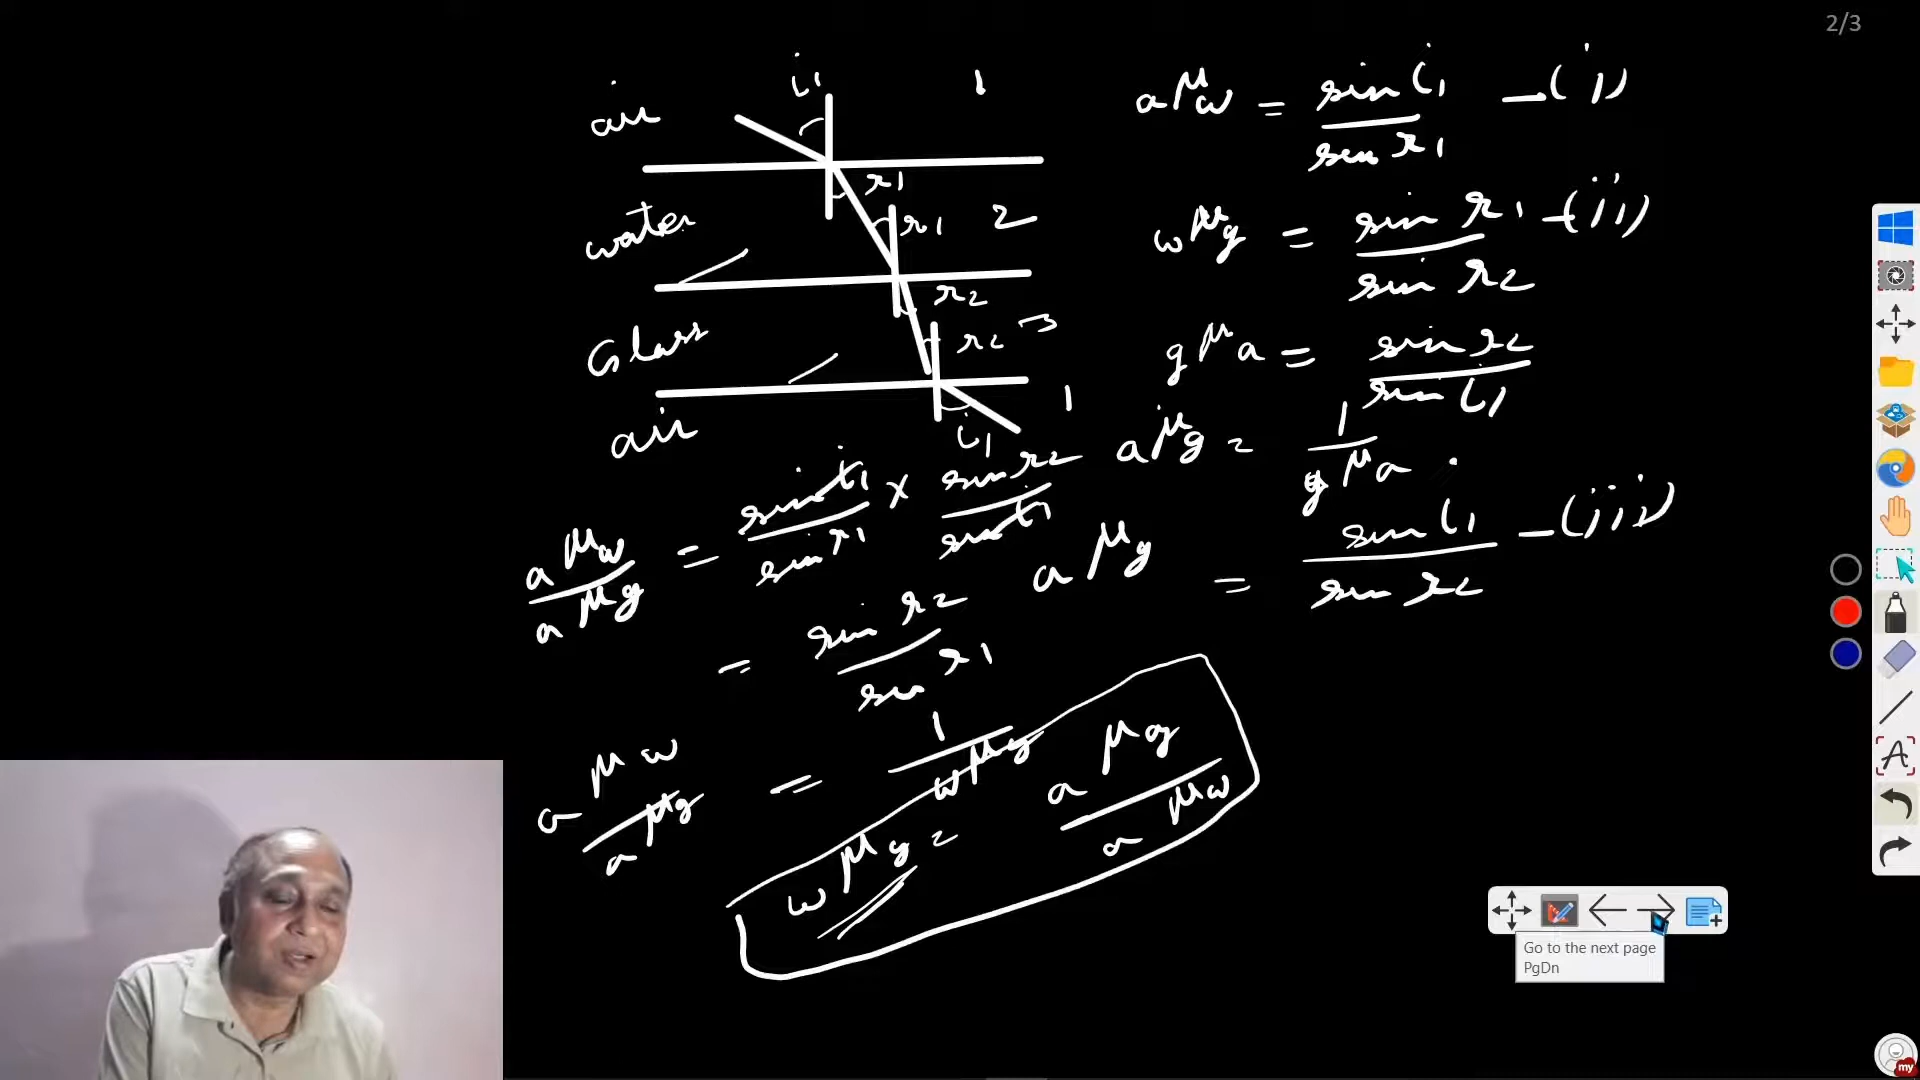 2/3
air
i₁
1
r₁
water
r₁
2
r₂
Glass
r₂
3
air
i₁
1
aμw = sin i₁ / sin r₁ —(i)
wμg = sin r₁ / sin r₂ —(ii)
gμa = sin r₂ / sin i₁
aμg = 1 / gμa
aμg = sin i₁ / sin r₂ —(iii)
aμw / aμg = sin i₁ / sin r₁ × sin r₂ / sin i₁
= sin r₂ / sin r₁
aμw / aμg = 1 / wμg
wμg = aμg / aμw
Go to the next page
PgDn
my